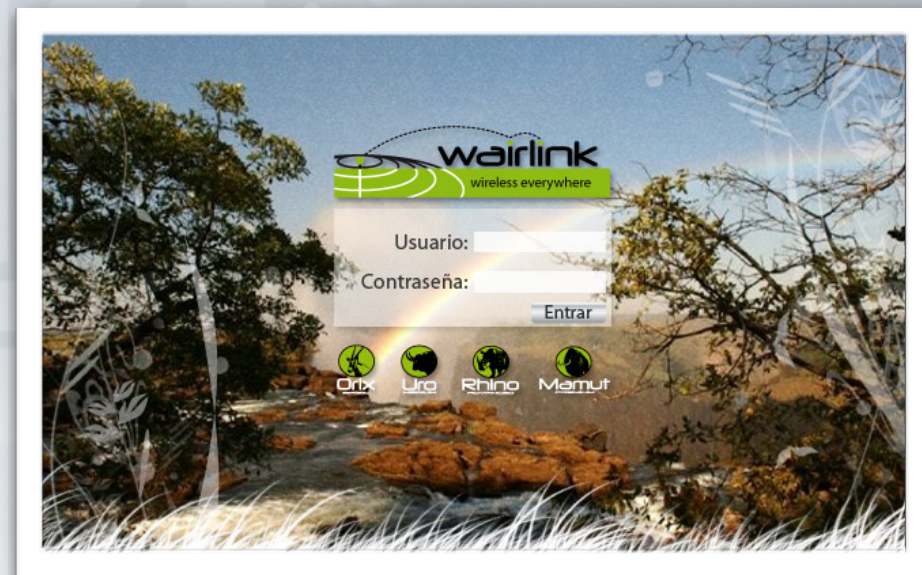 wairlink
wireless everywhere
Usuario:
Contraseña:
Entrar
Orix Uro Rhino Mamut